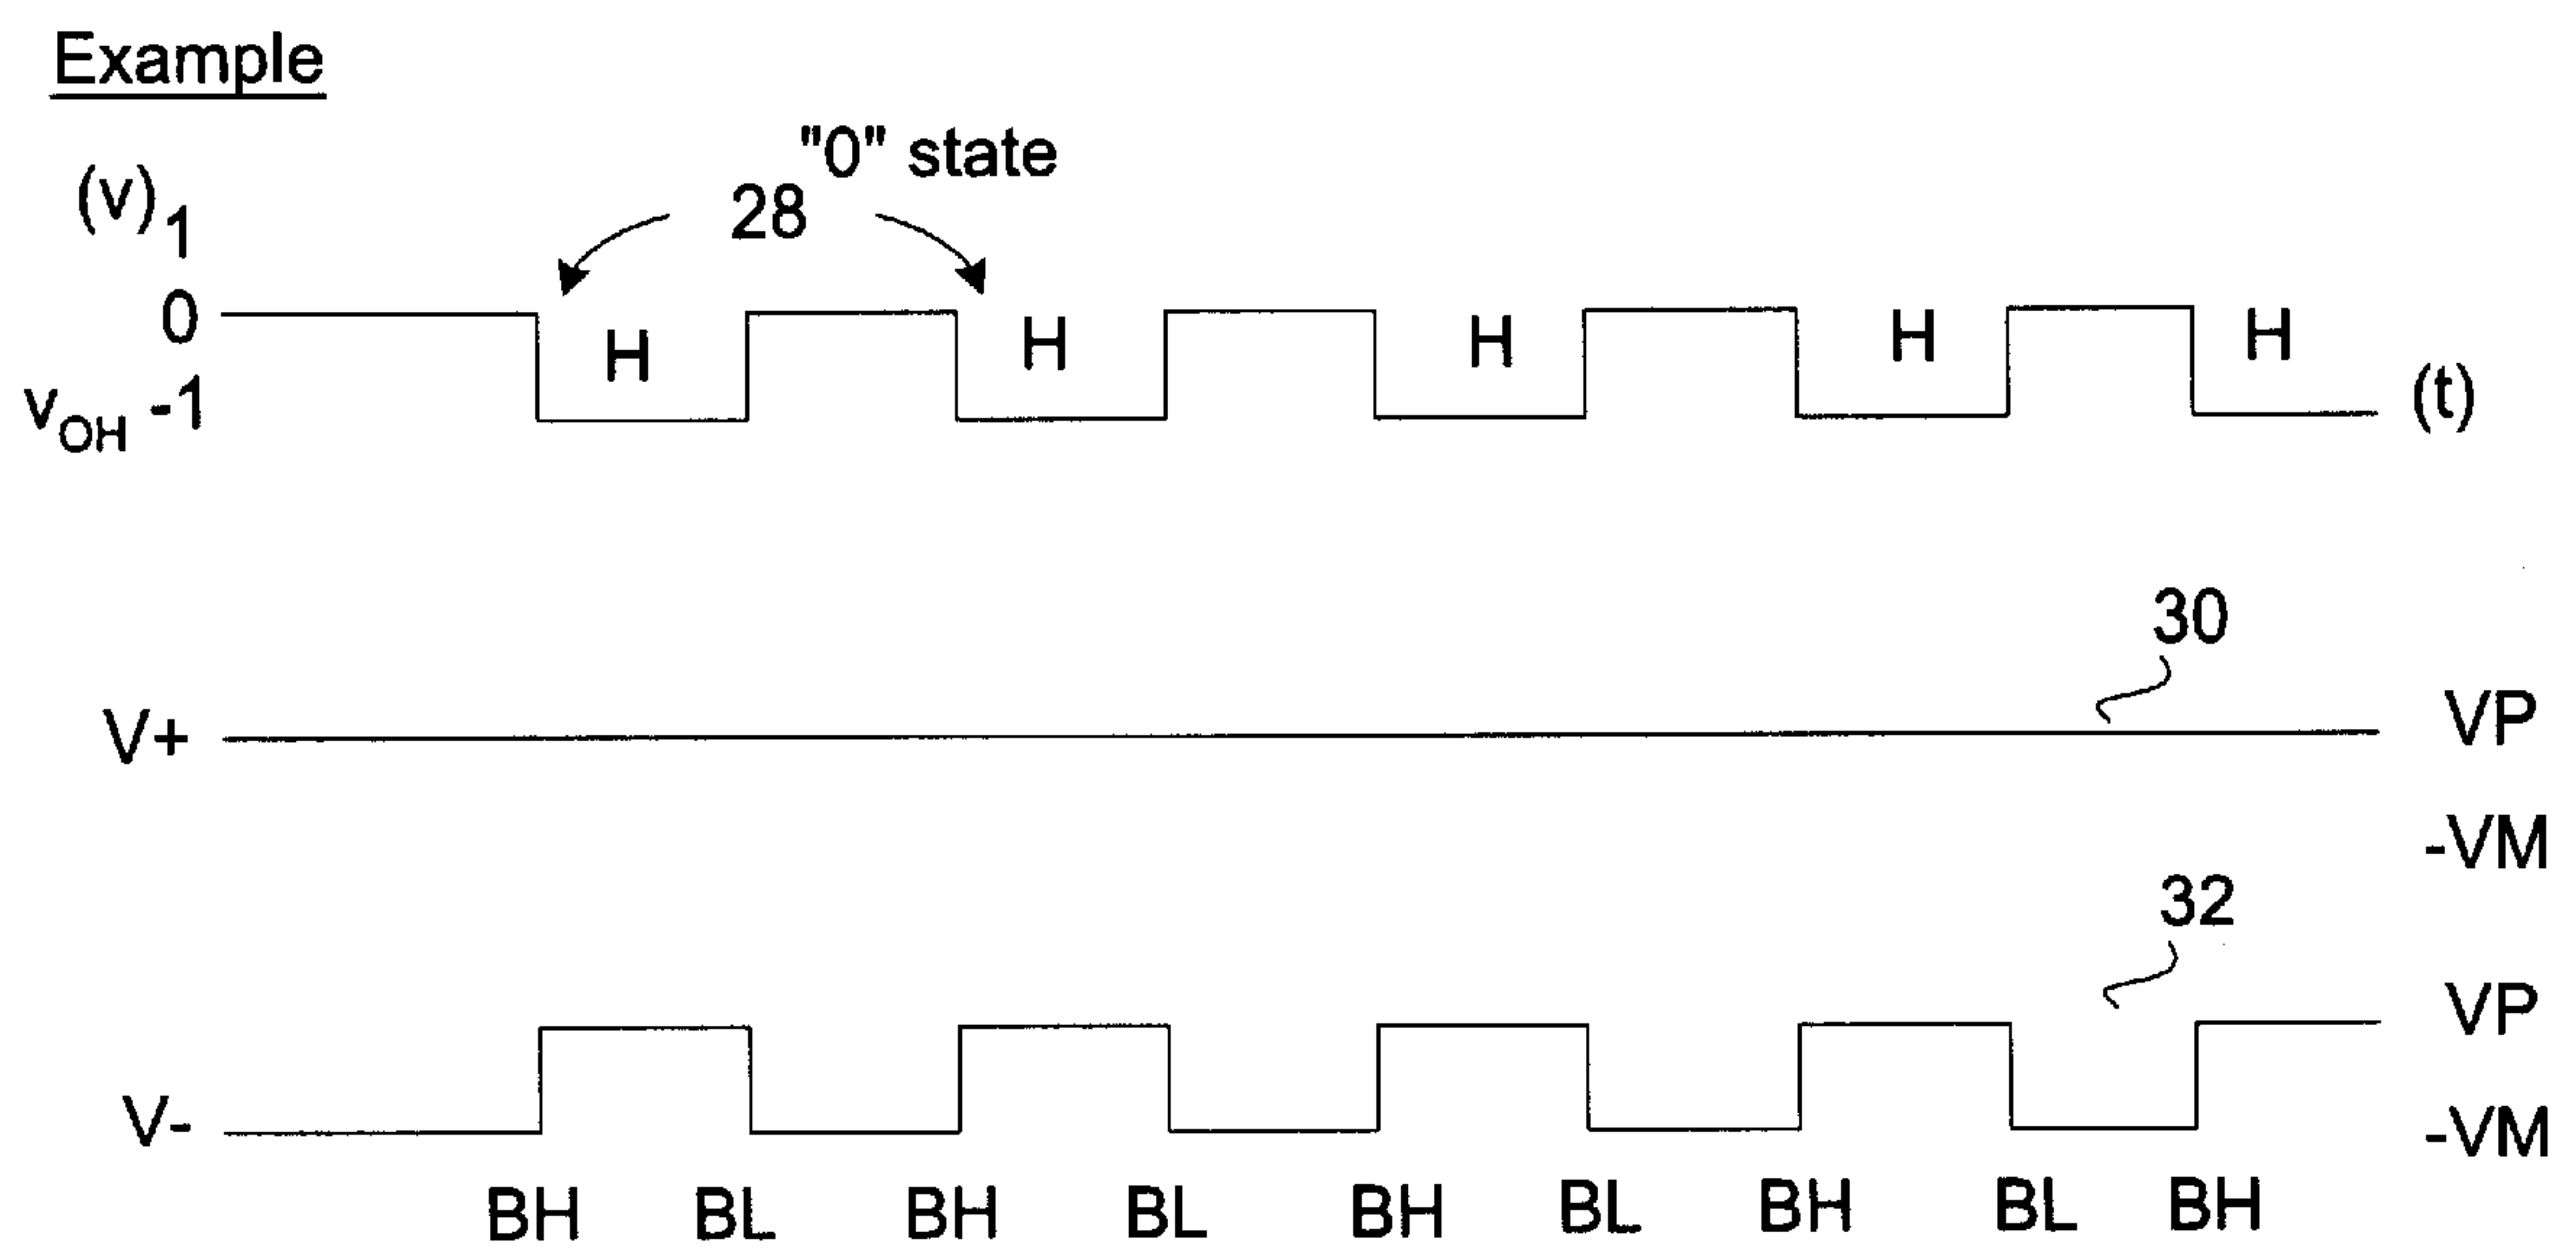 Example
"0" state
28
(v) 1
0
H H H H H
vOH -1
(t)
30
V+
VP
-VM
32
VP
V-
-VM
BH BL BH BL BH BL BH BL BH